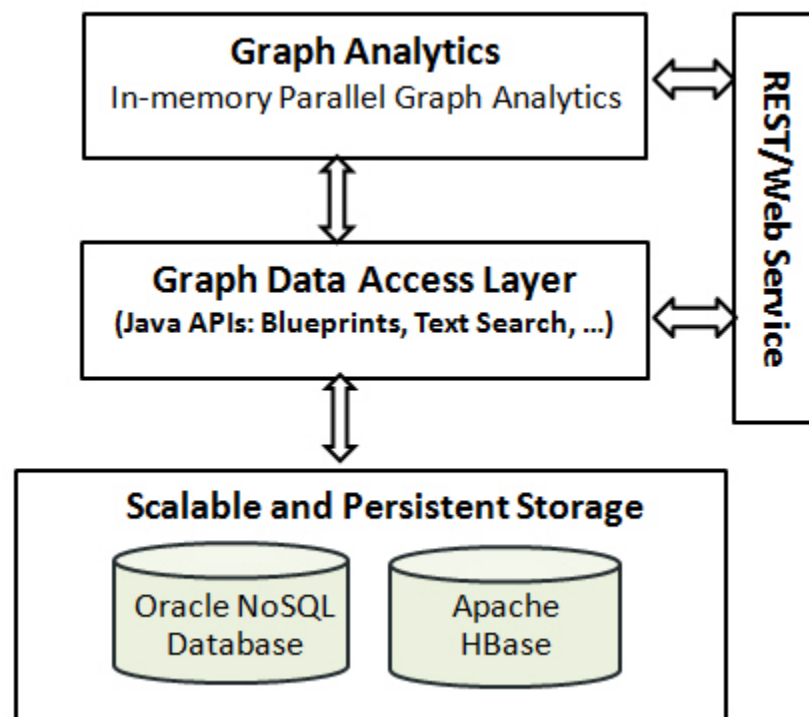 Graph Analytics
In-memory Parallel Graph Analytics
REST/Web Service
Graph Data Access Layer
(Java APIs: Blueprints, Text Search, ...)
Scalable and Persistent Storage
Oracle NoSQL
Database
Apache
HBase